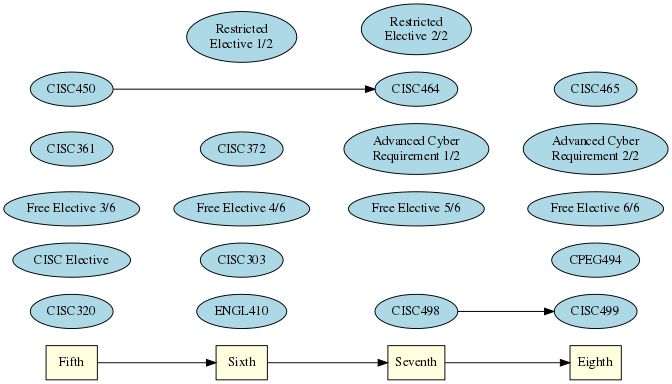 Restricted
Elective 1/2
Restricted
Elective 2/2
CISC450
CISC464
CISC465
CISC361
CISC372
Advanced Cyber
Requirement 1/2
Advanced Cyber
Requirement 2/2
Free Elective 3/6
Free Elective 4/6
Free Elective 5/6
Free Elective 6/6
CISC Elective
CISC303
CPEG494
CISC320
ENGL410
CISC498
CISC499
Fifth
Sixth
Seventh
Eighth